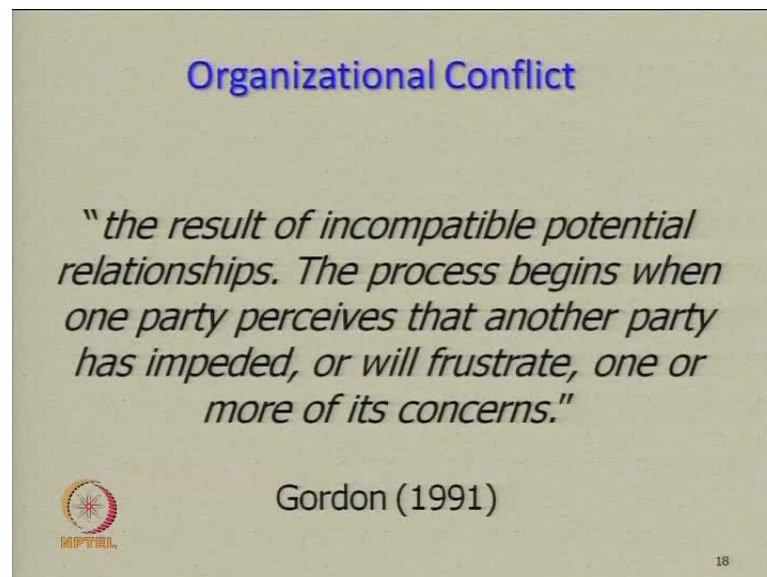 Organizational Conflict
“the result of incompatible potential
relationships. The process begins when
one party perceives that another party
has impeded, or will frustrate, one or
more of its concerns.”
Gordon (1991)
NPTEL
18